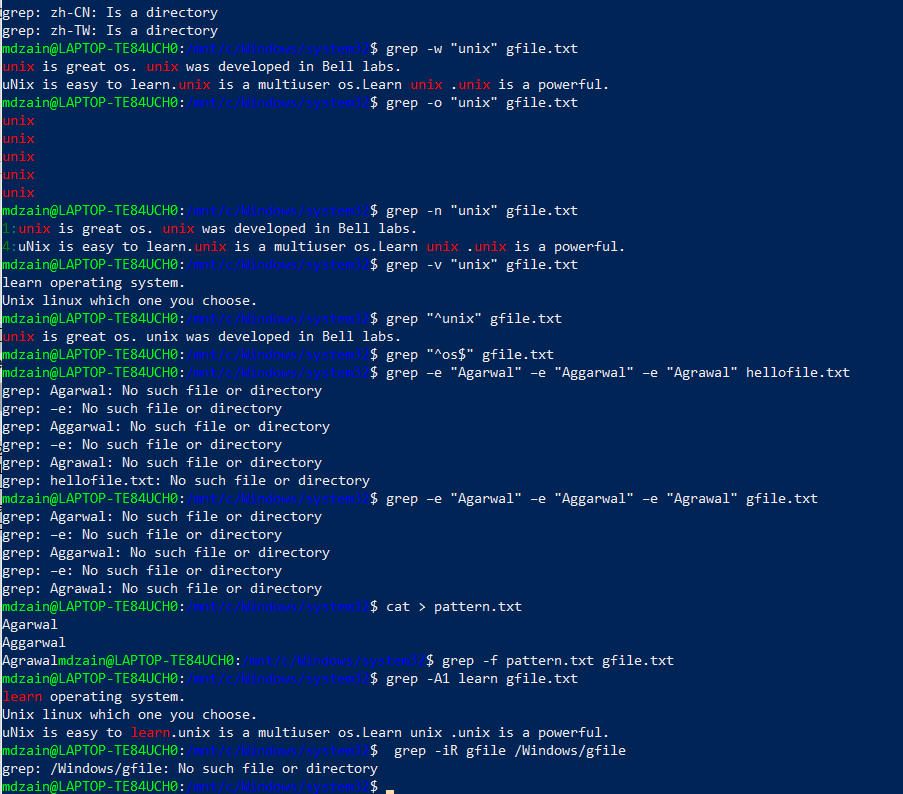 grep: zh-CN: Is a directory
grep: zh-TW: Is a directory
mdzain@LAPTOP-TE84UCH0:/mnt/c/Windows/system32$ grep -w "unix" gfile.txt
unix is great os. unix was developed in Bell labs.
uNix is easy to learn.unix is a multiuser os.Learn unix .unix is a powerful.
mdzain@LAPTOP-TE84UCH0:/mnt/c/Windows/system32$ grep -o "unix" gfile.txt
unix
unix
unix
unix
unix
mdzain@LAPTOP-TE84UCH0:/mnt/c/Windows/system32$ grep -n "unix" gfile.txt
1:unix is great os. unix was developed in Bell labs.
4:uNix is easy to learn.unix is a multiuser os.Learn unix .unix is a powerful.
mdzain@LAPTOP-TE84UCH0:/mnt/c/Windows/system32$ grep -v "unix" gfile.txt
learn operating system.
Unix linux which one you choose.
mdzain@LAPTOP-TE84UCH0:/mnt/c/Windows/system32$ grep "^unix" gfile.txt
unix is great os. unix was developed in Bell labs.
mdzain@LAPTOP-TE84UCH0:/mnt/c/Windows/system32$ grep "^os$" gfile.txt
mdzain@LAPTOP-TE84UCH0:/mnt/c/Windows/system32$ grep –e "Agarwal" –e "Aggarwal" –e "Agrawal" hellofile.txt
grep: Agarwal: No such file or directory
grep: –e: No such file or directory
grep: Aggarwal: No such file or directory
grep: –e: No such file or directory
grep: Agrawal: No such file or directory
grep: hellofile.txt: No such file or directory
mdzain@LAPTOP-TE84UCH0:/mnt/c/Windows/system32$ grep –e "Agarwal" –e "Aggarwal" –e "Agrawal" gfile.txt
grep: Agarwal: No such file or directory
grep: –e: No such file or directory
grep: Aggarwal: No such file or directory
grep: –e: No such file or directory
grep: Agrawal: No such file or directory
mdzain@LAPTOP-TE84UCH0:/mnt/c/Windows/system32$ cat > pattern.txt
Agarwal
Aggarwal
Agrawalmdzain@LAPTOP-TE84UCH0:/mnt/c/Windows/system32$ grep -f pattern.txt gfile.txt
mdzain@LAPTOP-TE84UCH0:/mnt/c/Windows/system32$ grep -A1 learn gfile.txt
learn operating system.
Unix linux which one you choose.
uNix is easy to learn.unix is a multiuser os.Learn unix .unix is a powerful.
mdzain@LAPTOP-TE84UCH0:/mnt/c/Windows/system32$  grep -iR gfile /Windows/gfile
grep: /Windows/gfile: No such file or directory
mdzain@LAPTOP-TE84UCH0:/mnt/c/Windows/system32$